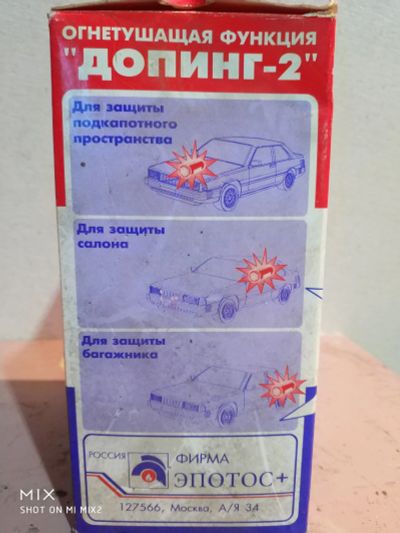 ОГНЕТУШАЩАЯ ФУНКЦИЯ
"ДОПИНГ-2"
Для защиты
подкапотного
пространства
Для защиты
салона
Для защиты
багажника
РОССИЯ
ФИРМА
ЭПОТОС+
127566, Москва, А/Я 34
MIX
SHOT ON MI MIX2